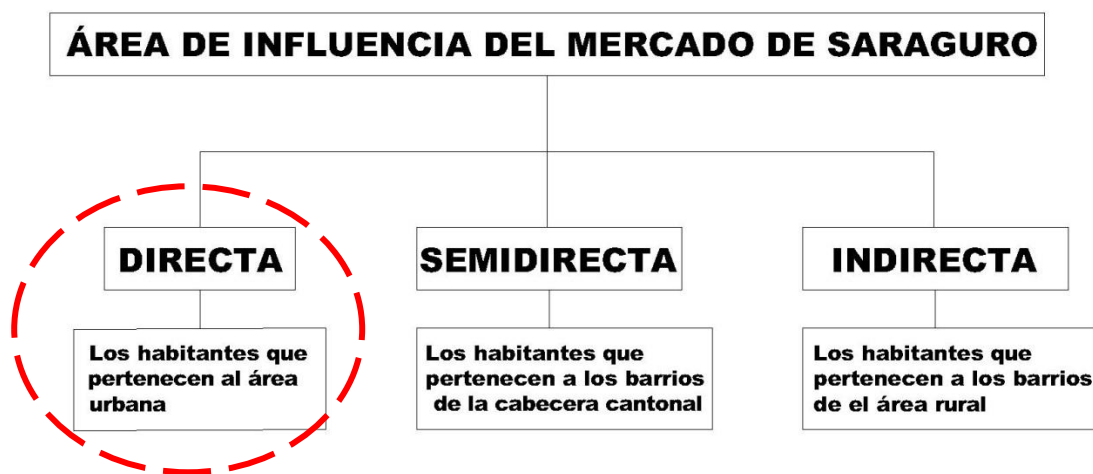 ÁREA DE INFLUENCIA DEL MERCADO DE SARAGURO
DIRECTA
Los habitantes que
pertenecen al área
urbana
SEMIDIRECTA
Los habitantes que
pertenecen a los barrios
de la cabecera cantonal
INDIRECTA
Los habitantes que
pertenecen a los barrios
de el área rural